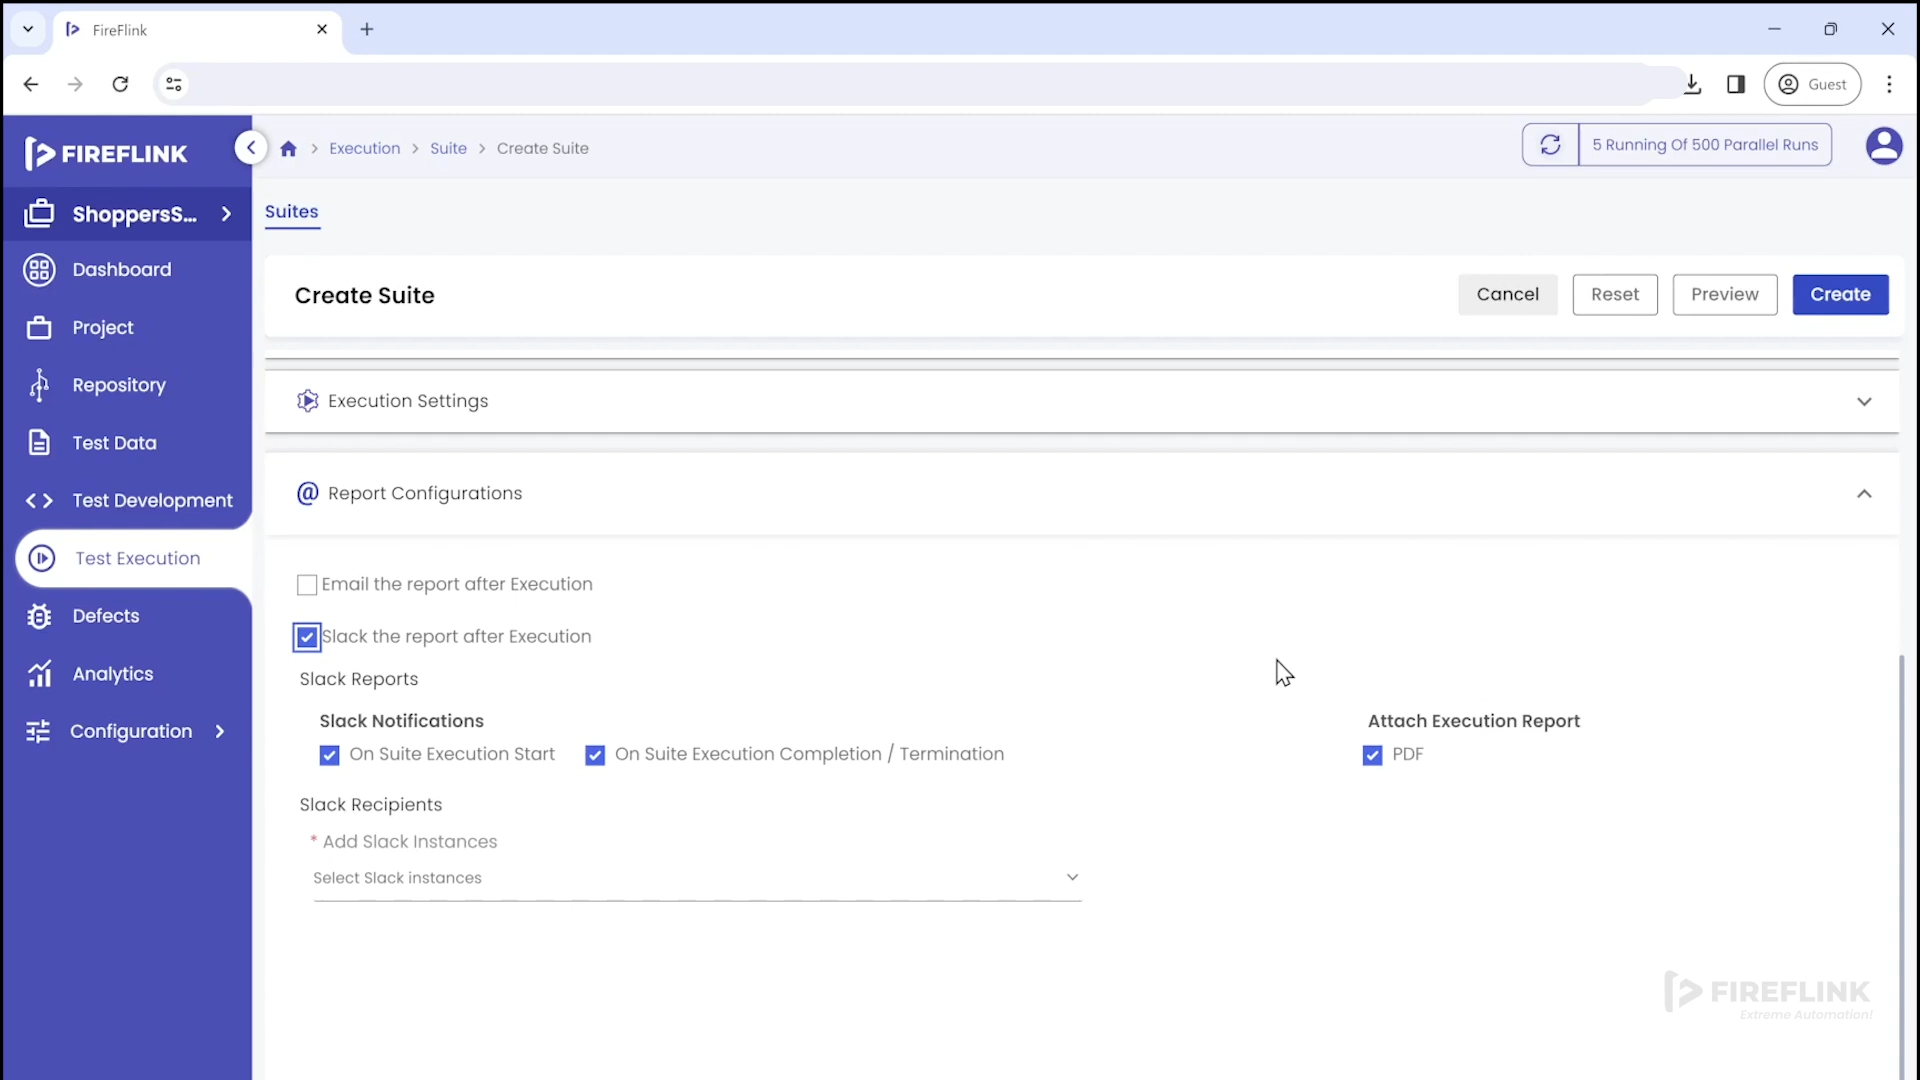 FireFlink
Guest
FIREFLINK
Execution
Suite
Create Suite
5 Running Of 500 Parallel Runs
ShoppersS...
Suites
Dashboard
Create Suite
Cancel
Reset
Preview
Create
Project
Repository
Execution Settings
Test Data
Test Development
@ Report Configurations
Test Execution
Email the report after Execution
Defects
Slack the report after Execution
Analytics
Slack Reports
Configuration
Slack Notifications
Attach Execution Report
On Suite Execution Start
On Suite Execution Completion / Termination
PDF
Slack Recipients
* Add Slack Instances
Select Slack instances
FIREFLINK
Extreme Automation!